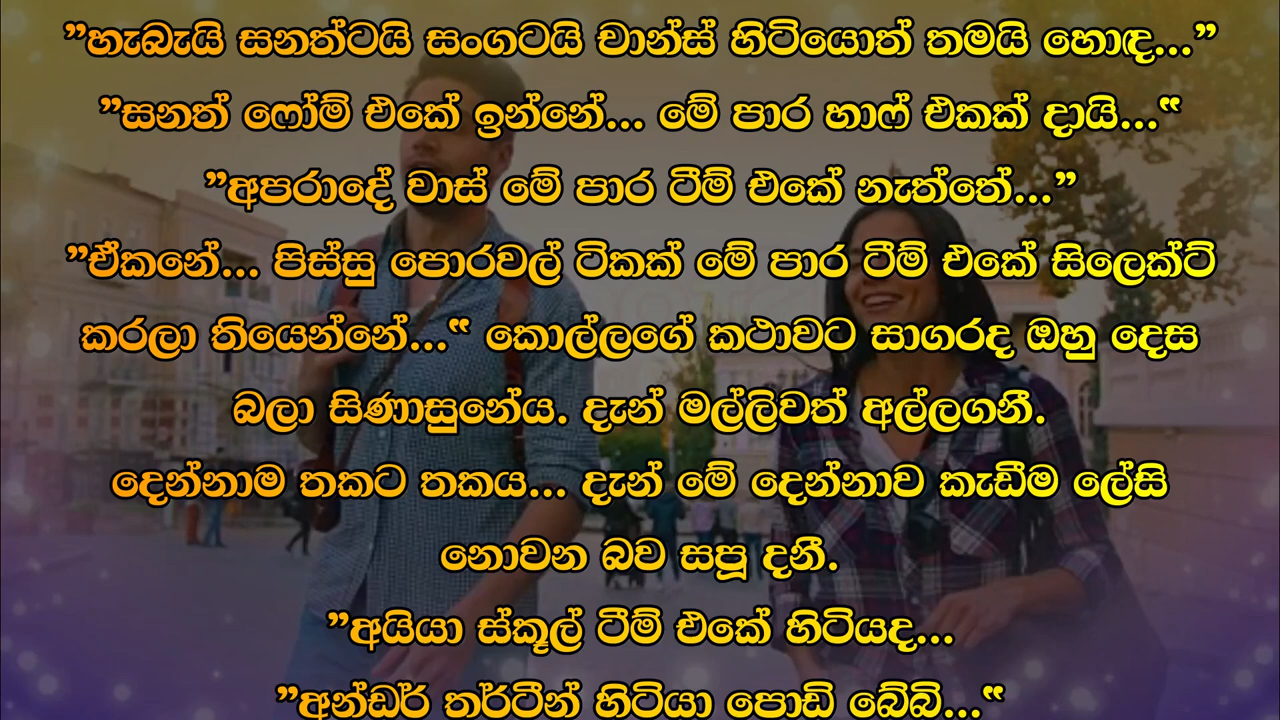 ”හැබැයි සනත්ටයි සංගටයි චාන්ස් හිටියොත් තමයි හොඳ...”
”සනත් ෆෝම් එකේ ඉන්නේ... මේ පාර හාෆ් එකක් දායි...“
”අපරාදේ වාස් මේ පාර ටීම් එකේ නැත්තේ...”
”ඒකනේ... පිස්සු පොරවල් ටිකක් මේ පාර ටීම් එකේ සිලෙක්ට්
කරලා තියෙන්නේ...“ කොල්ලගේ කථාවට සාගරද ඔහු දෙස
බලා සිණාසුනේය. දැන් මල්ලිවත් අල්ලගනී.
දෙන්නාම තකට තකය... දැන් මේ දෙන්නාව කැඩීම ලේසි
නොවන බව සපූ දනී.
”අයියා ස්කූල් ටීම් එකේ හිටියද...
”අන්ඩර් තර්ටීන් හිටියා පොඩි බේබි...“